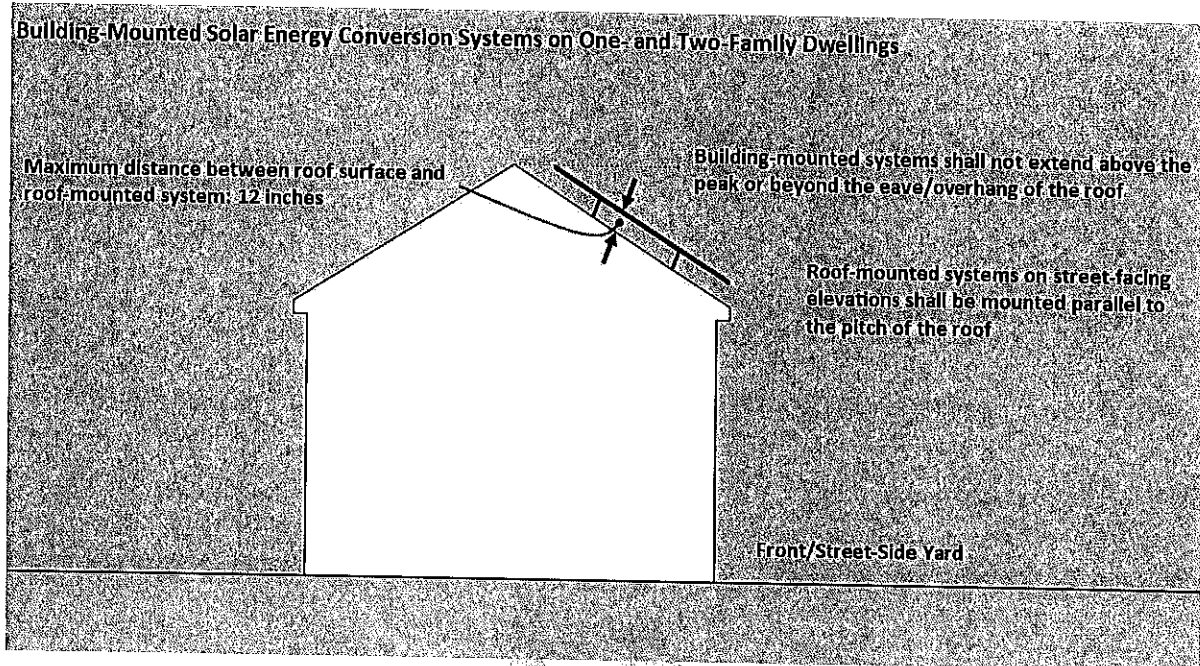 Building-Mounted Solar Energy Conversion Systems on One- and Two-Family Dwellings
Maximum distance between roof surface and
roof-mounted system: 12 inches
Building-mounted systems shall not extend above the
peak or beyond the eave/overhang of the roof
Roof-mounted systems on street-facing
elevations shall be mounted parallel to
the pitch of the roof
Front/Street-Side Yard